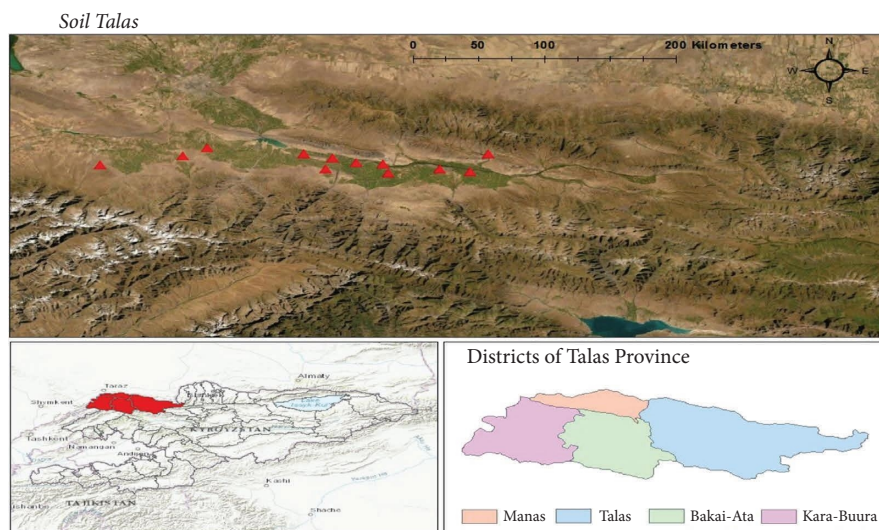 Soil Talas
0 50 100 200 Kilometers
N
W E
S
Districts of Talas Province
Taraz
Almaty
Shymkent
KYRGYZSTAN
Tashkent
Namangan
Andijan
Kashi
Shache
TAJIKISTAN
Manas Talas Bakai-Ata Kara-Buura